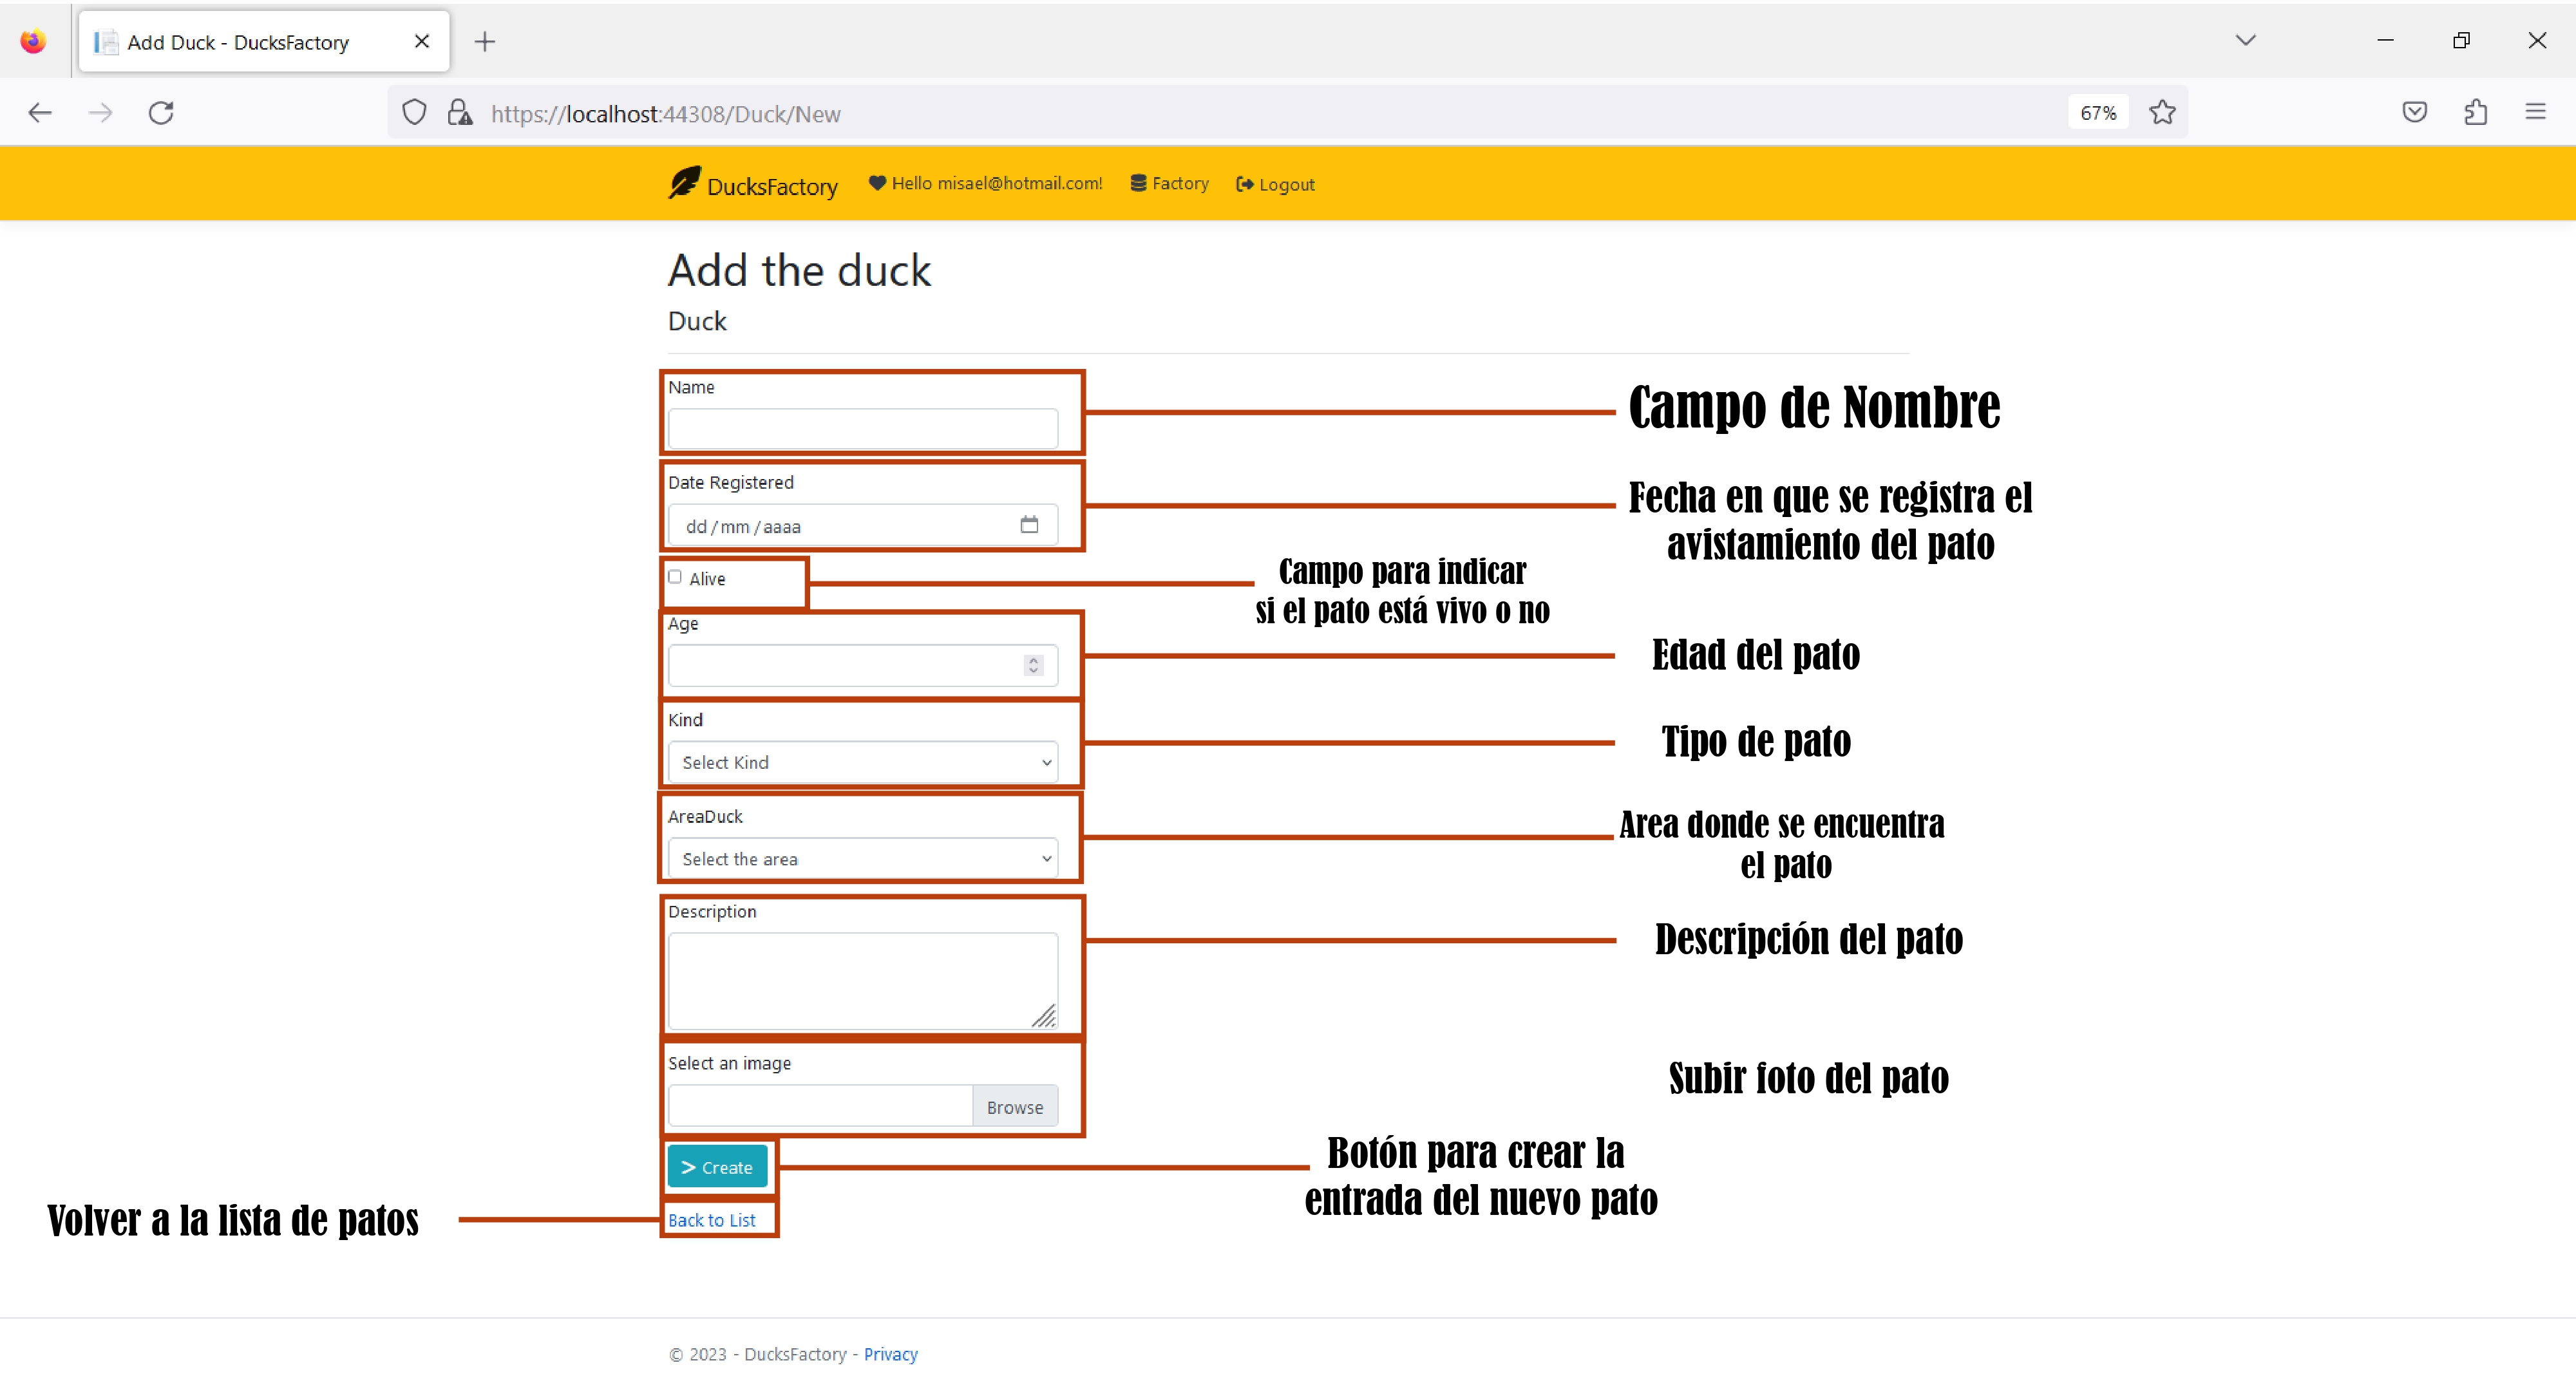 Add Duck - DucksFactory
https://localhost:44308/Duck/New
67%
DucksFactory
Hello misael@hotmail.com!
Factory
Logout
Add the duck
Duck
Name
Campo de Nombre
Date Registered
dd/mm/aaaa
Fecha en que se registra el
avistamiento del pato
Alive
Campo para indicar
si el pato está vivo o no
Age
Edad del pato
Kind
Select Kind
Tipo de pato
AreaDuck
Select the area
Area donde se encuentra
el pato
Description
Descripción del pato
Select an image
Browse
Subir foto del pato
> Create
Botón para crear la
entrada del nuevo pato
Volver a la lista de patos
Back to List
© 2023 - DucksFactory - Privacy